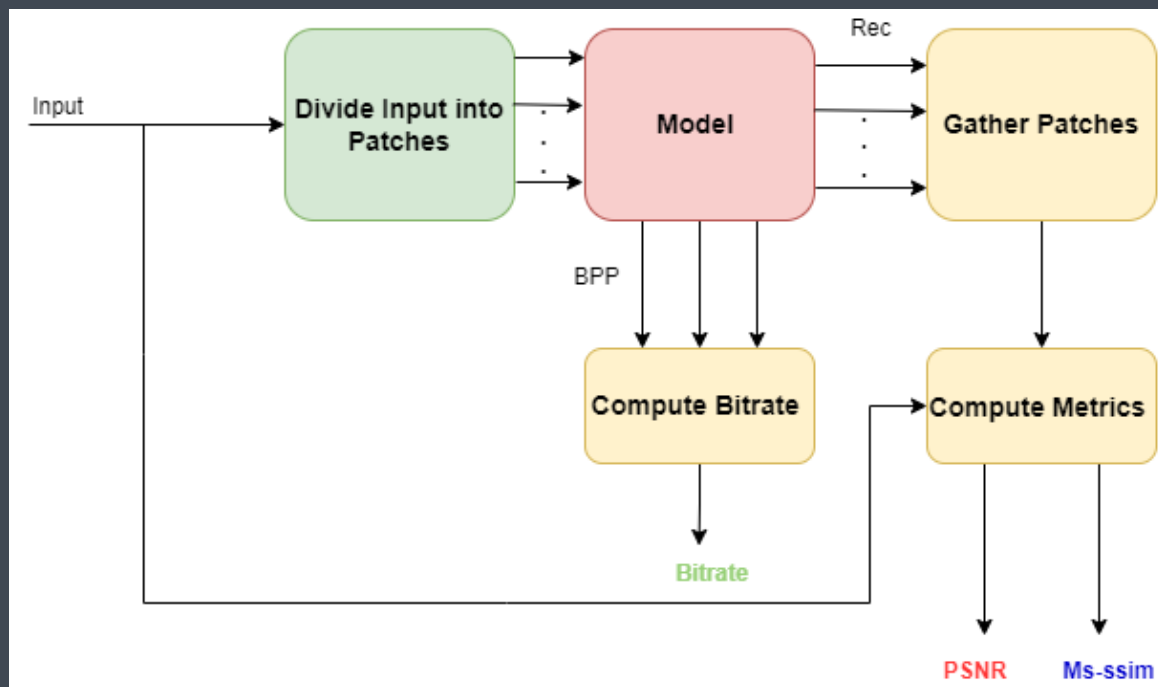 Rec
Input
Divide Input into
Patches
Model
Gather Patches
BPP
Compute Bitrate
Compute Metrics
Bitrate
PSNR
Ms-ssim